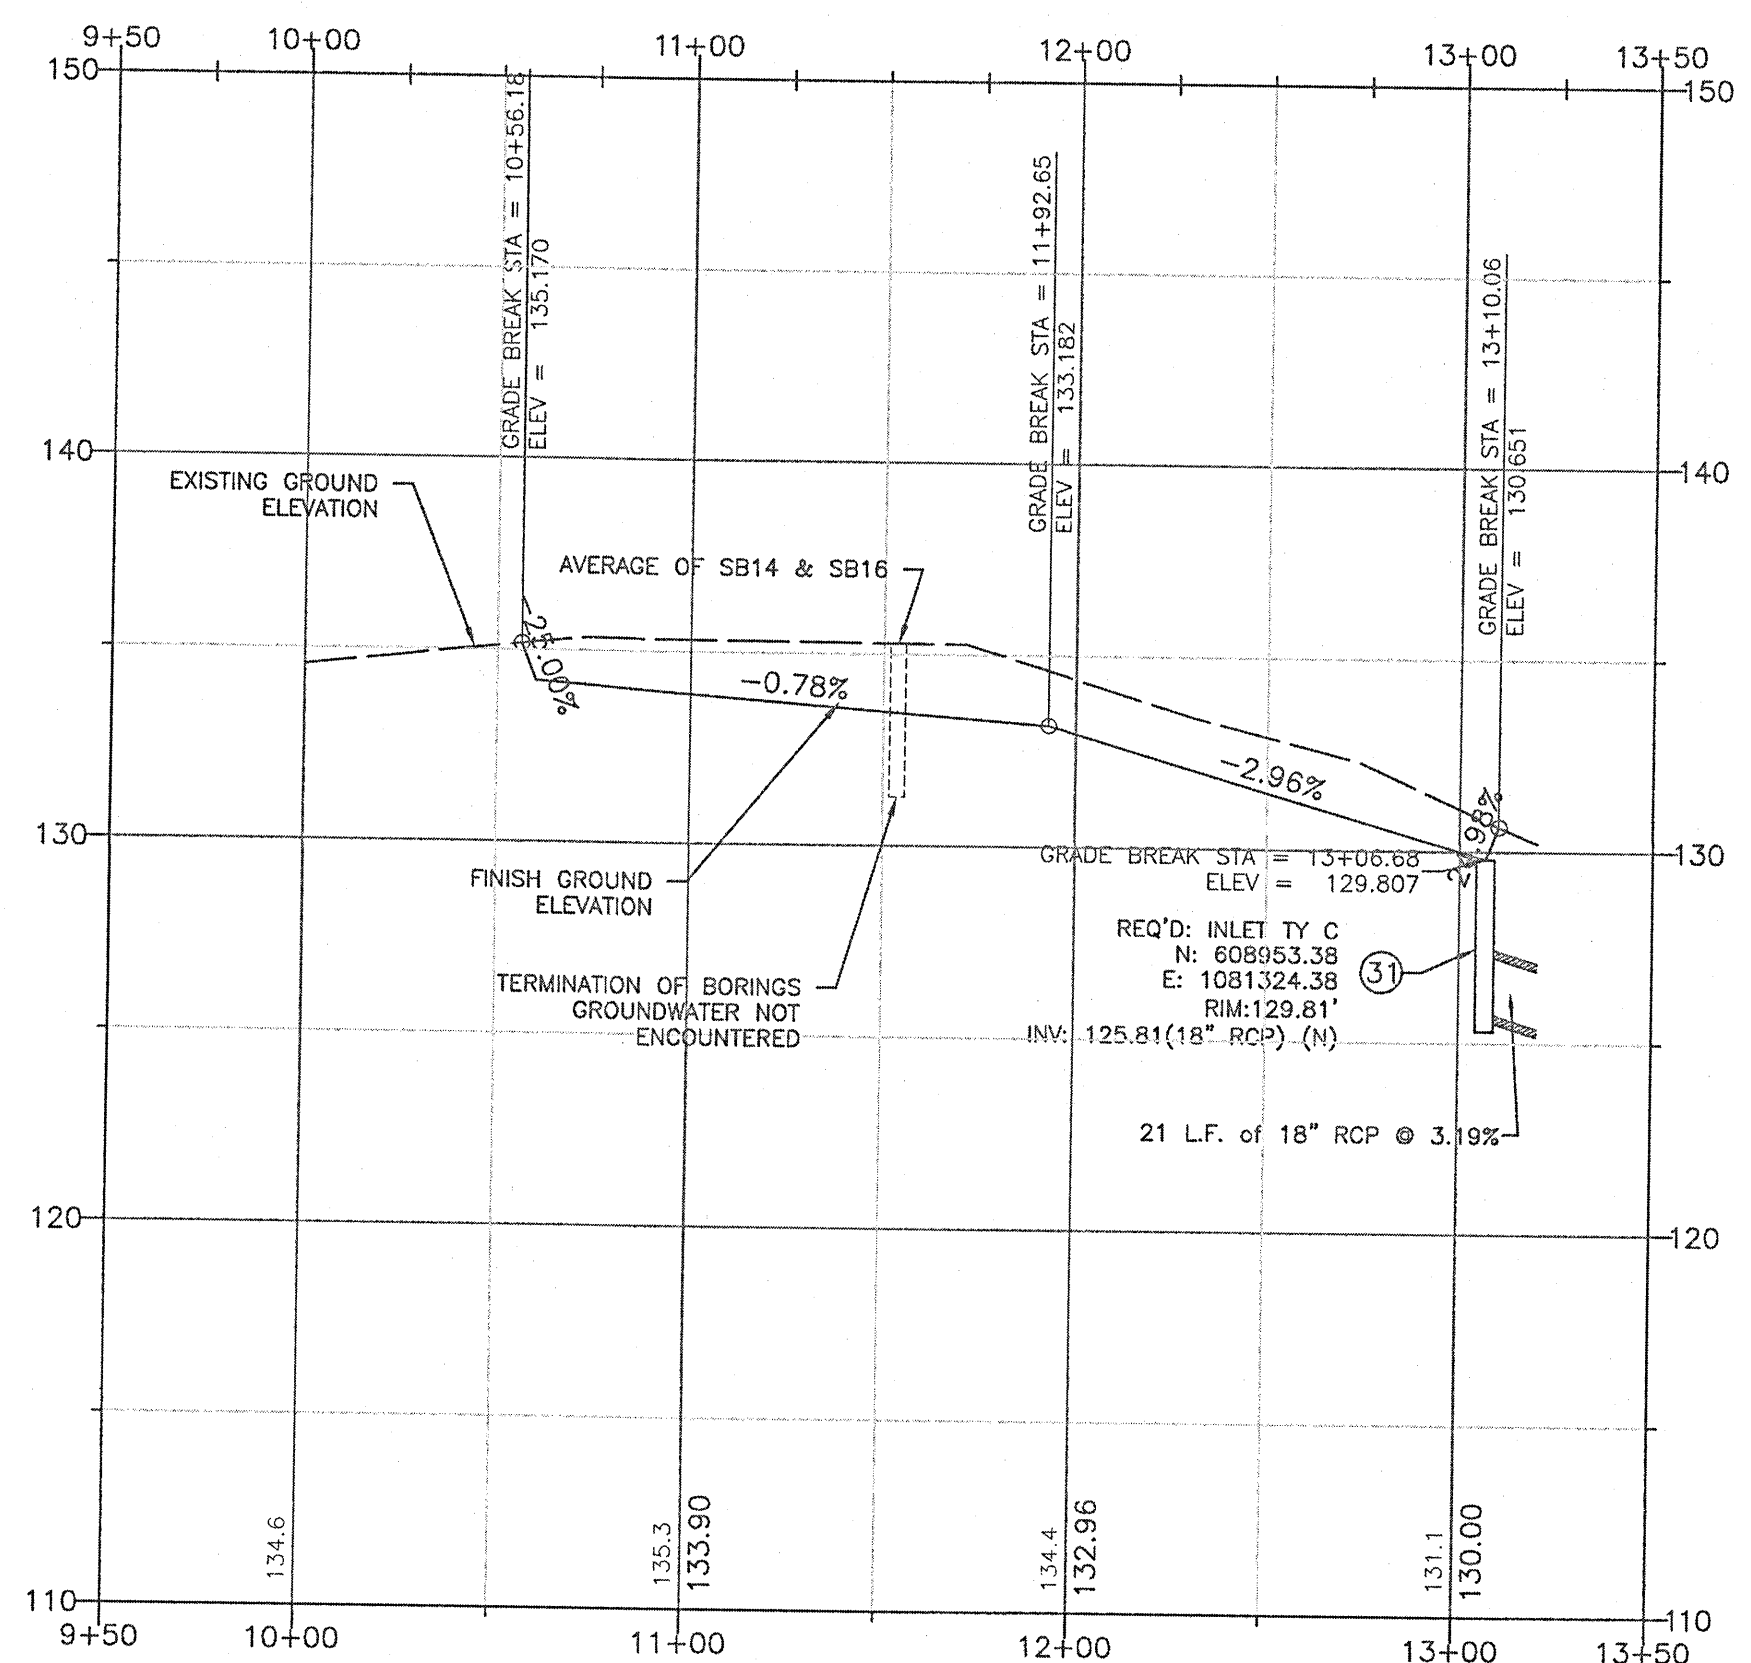 9+50 10+00 11+00 12+00 13+00 13+50
150 150
GRADE BREAK STA = 10+56.18
ELEV = 135.170
GRADE BREAK STA = 11+92.65
ELEV = 133.182
GRADE BREAK STA = 13+10.06
ELEV = 130.651
140 140
EXISTING GROUND
ELEVATION
AVERAGE OF SB14 & SB16
-25.00%
-0.78%
-2.96%
130 130
GRADE BREAK STA = 13+06.68
ELEV = 129.807
FINISH GROUND
ELEVATION
REQ'D: INLET TY C
N: 608953.38
E: 1081324.38
RIM:129.81'
INV: 125.81(18" RCP) (N)
31
TERMINATION OF BORINGS
GROUNDWATER NOT
ENCOUNTERED
21 L.F. of 18" RCP @ 3.19%
120 120
134.6
135.3
133.90
134.4
132.96
131.1
130.00
110 110
9+50 10+00 11+00 12+00 13+00 13+50